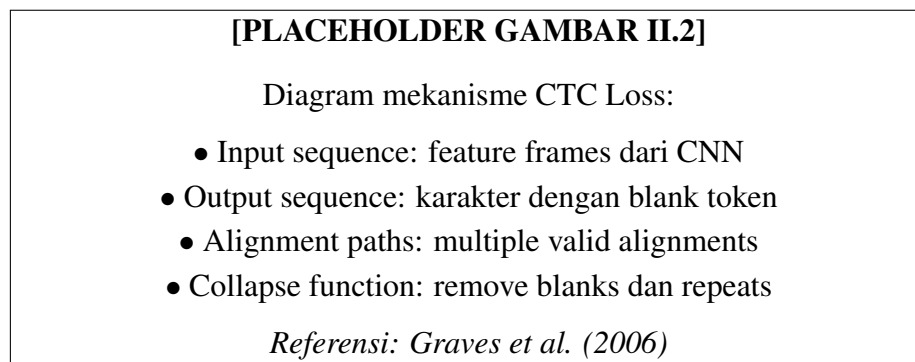 [PLACEHOLDER GAMBAR II.2]
Diagram mekanisme CTC Loss:
• Input sequence: feature frames dari CNN
• Output sequence: karakter dengan blank token
• Alignment paths: multiple valid alignments
• Collapse function: remove blanks dan repeats
Referensi: Graves et al. (2006)